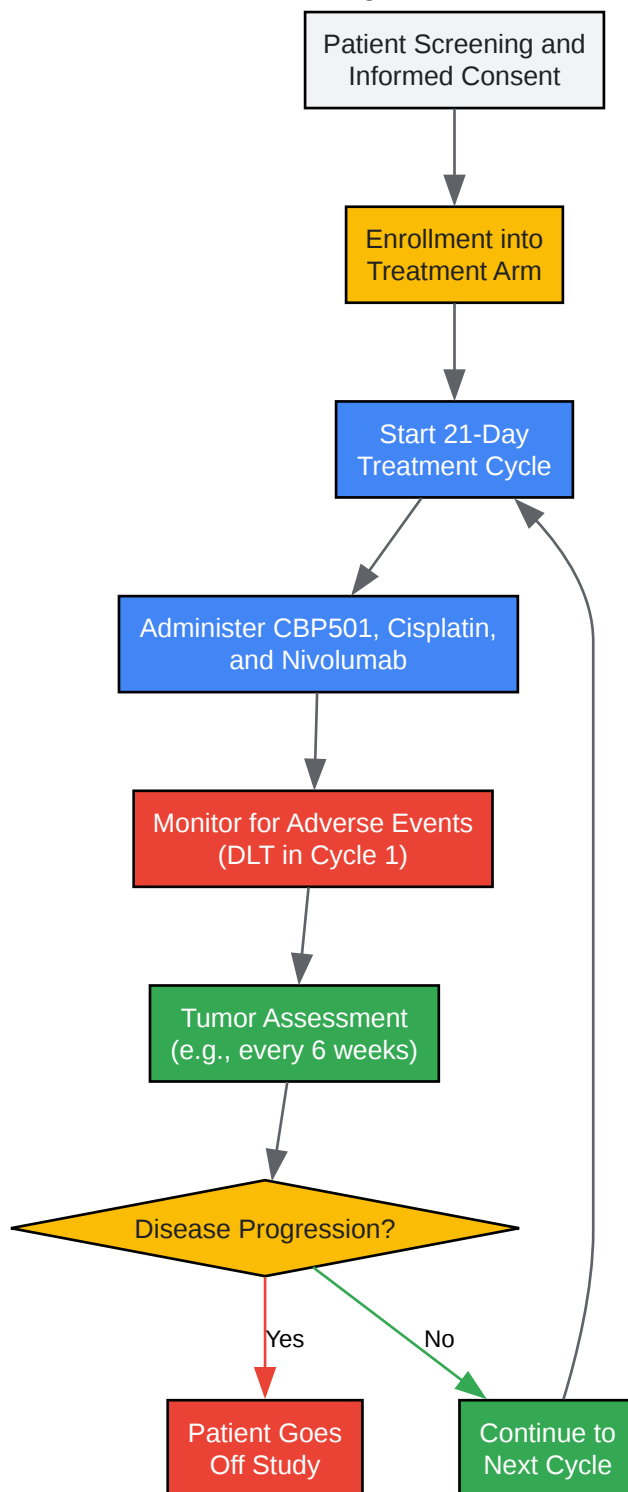 Patient Screening and
Informed Consent
Enrollment into
Treatment Arm
Start 21-Day
Treatment Cycle
Administer CBP501, Cisplatin,
and Nivolumab
Monitor for Adverse Events
(DLT in Cycle 1)
Tumor Assessment
(e.g., every 6 weeks)
Disease Progression?
Yes
No
Patient Goes
Off Study
Continue to
Next Cycle